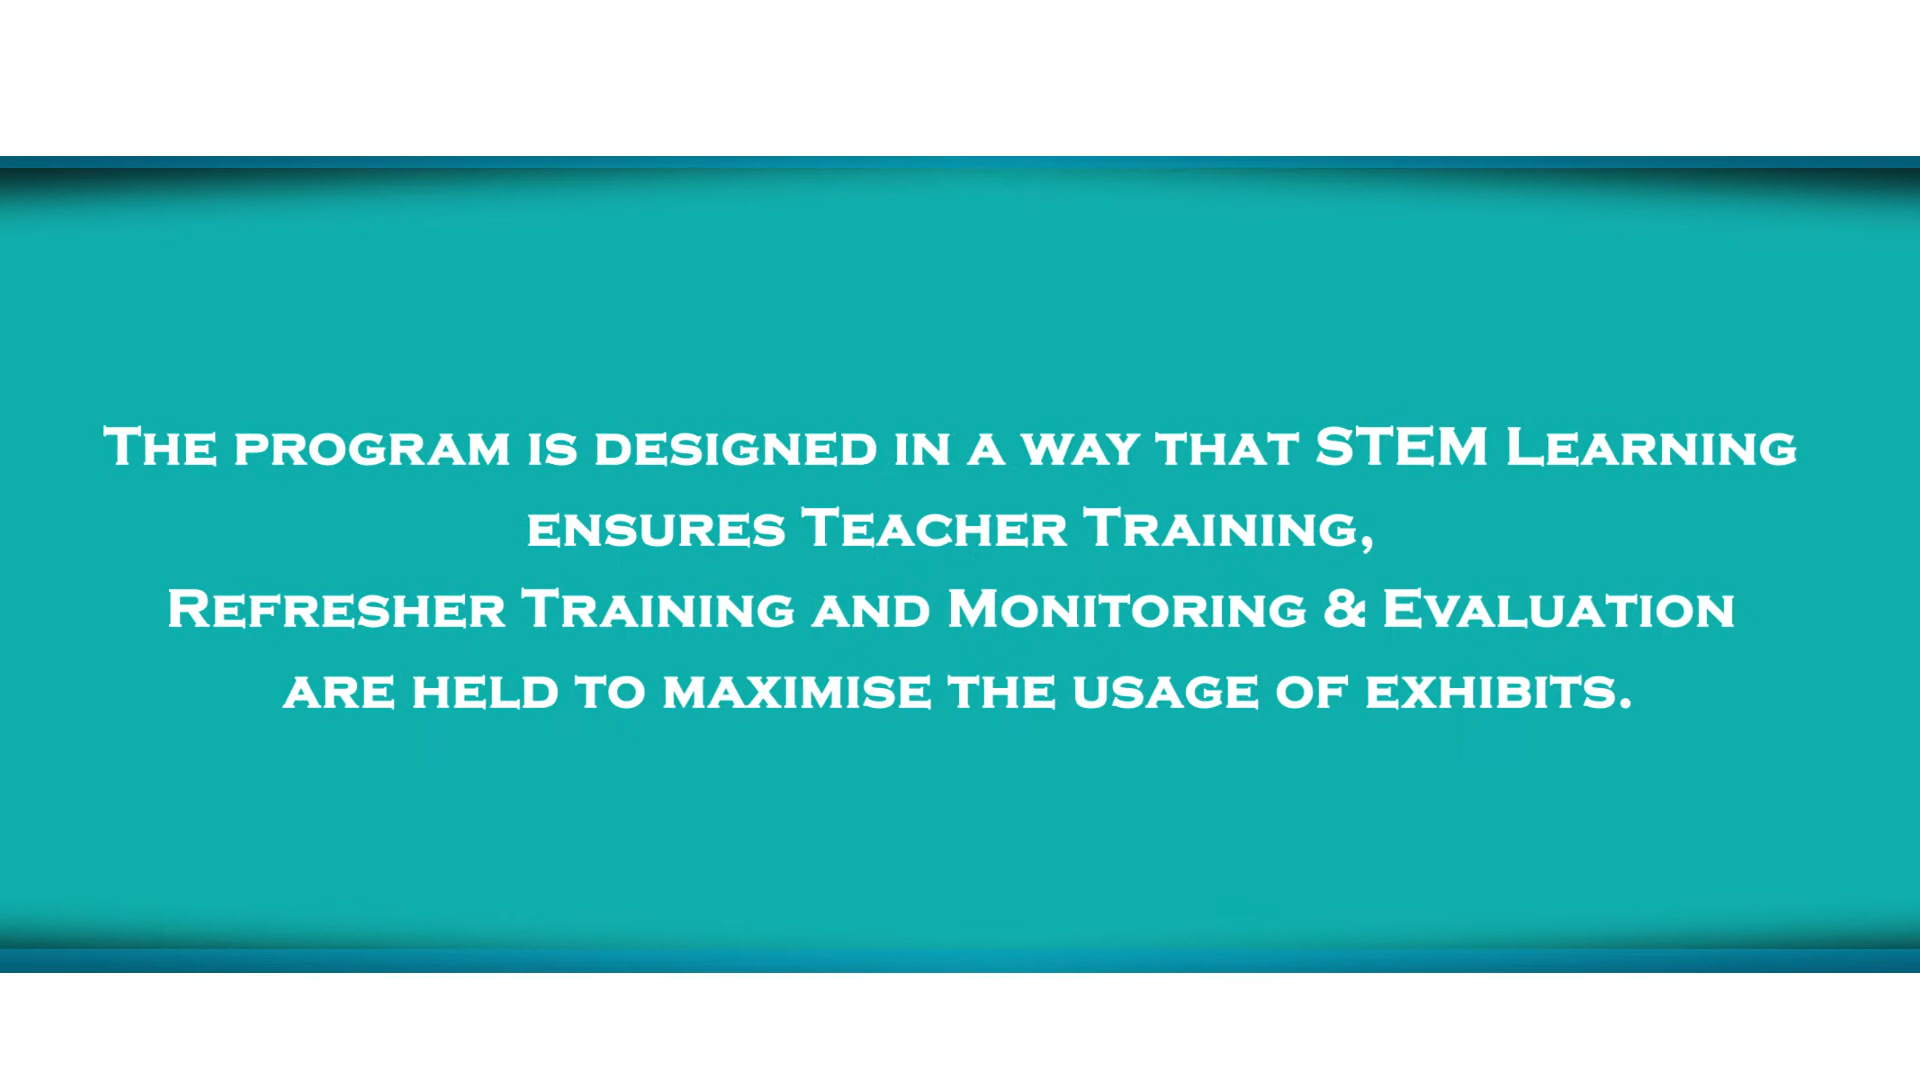 The program is designed in a way that STEM Learning
ensures Teacher Training,
Refresher Training and Monitoring & Evaluation
are held to maximise the usage of exhibits.